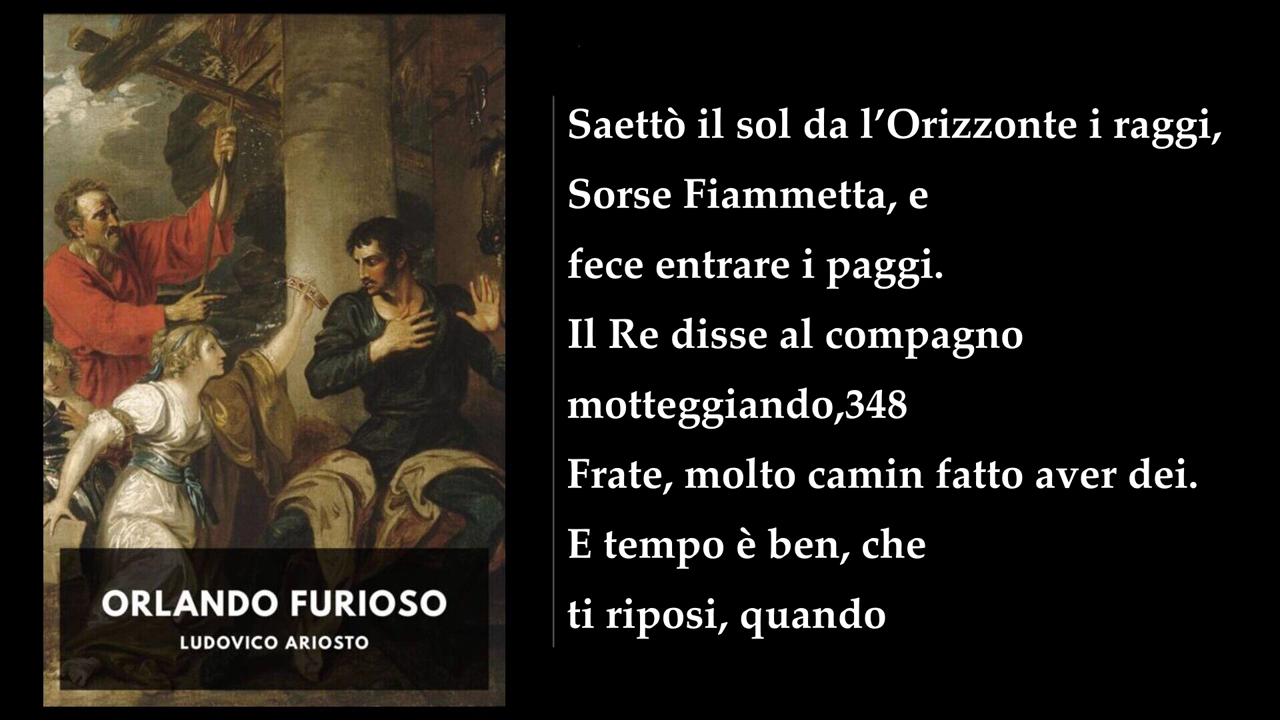 Saettò il sol da l’Orizzonte i raggi,
Sorse Fiammetta, e
fece entrare i paggi.
Il Re disse al compagno
motteggiando,348
Frate, molto camin fatto aver dei.
E tempo è ben, che
ti riposi, quando
ORLANDO FURIOSO
LUDOVICO ARIOSTO